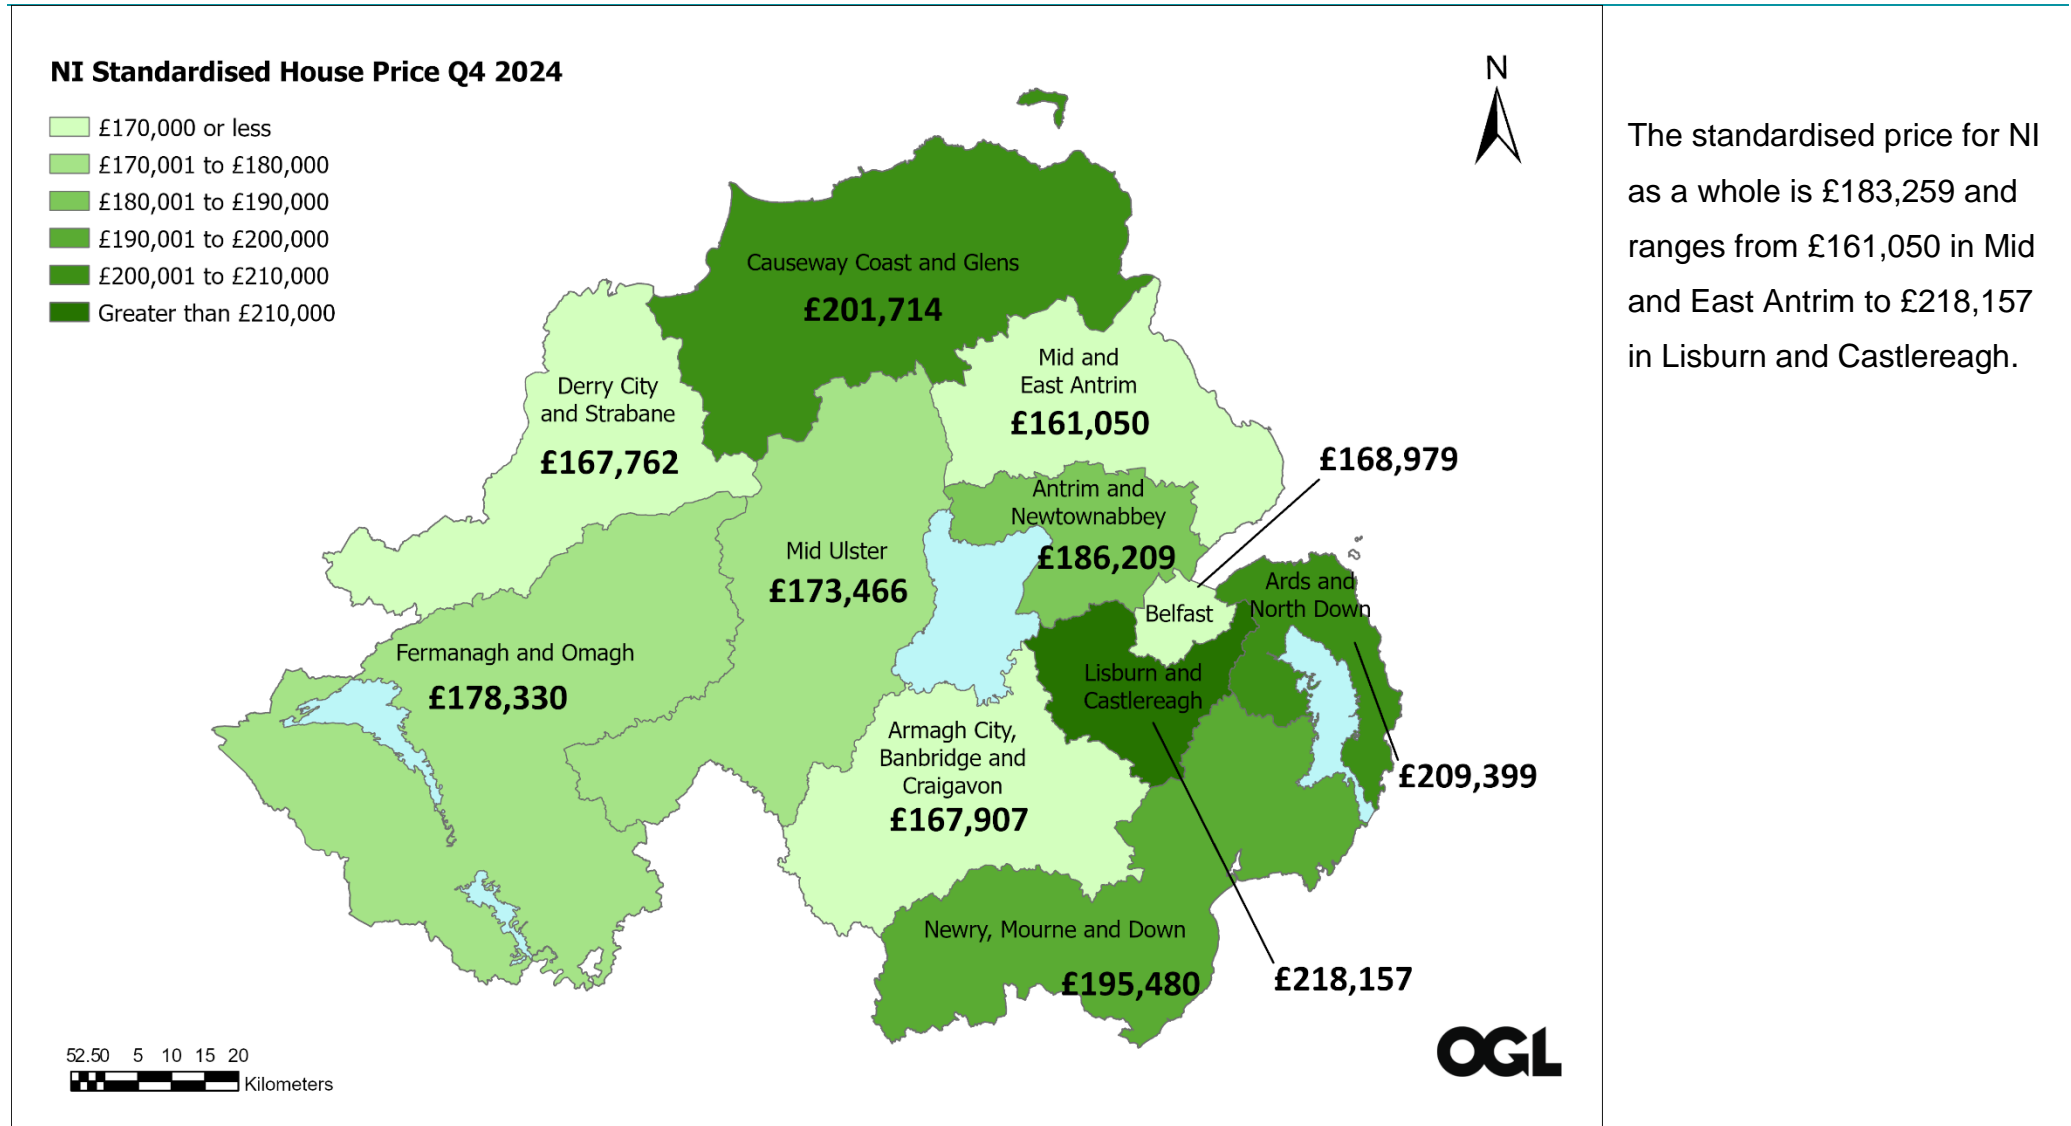 NI Standardised House Price Q4 2024
£170,000 or less
£170,001 to £180,000
£180,001 to £190,000
£190,001 to £200,000
£200,001 to £210,000
Greater than £210,000
N
Causeway Coast and Glens
£201,714
Derry City
and Strabane
£167,762
Mid and
East Antrim
£161,050
£168,979
Antrim and
Newtownabbey
£186,209
Mid Ulster
£173,466
Belfast
Ards and
North Down
Fermanagh and Omagh
£178,330
Lisburn and
Castlereagh
Armagh City,
Banbridge and
Craigavon
£167,907
£209,399
Newry, Mourne and Down
£195,480
£218,157
52.50 5 10 15 20
Kilometers
OGL
The standardised price for NI
as a whole is £183,259 and
ranges from £161,050 in Mid
and East Antrim to £218,157
in Lisburn and Castlereagh.